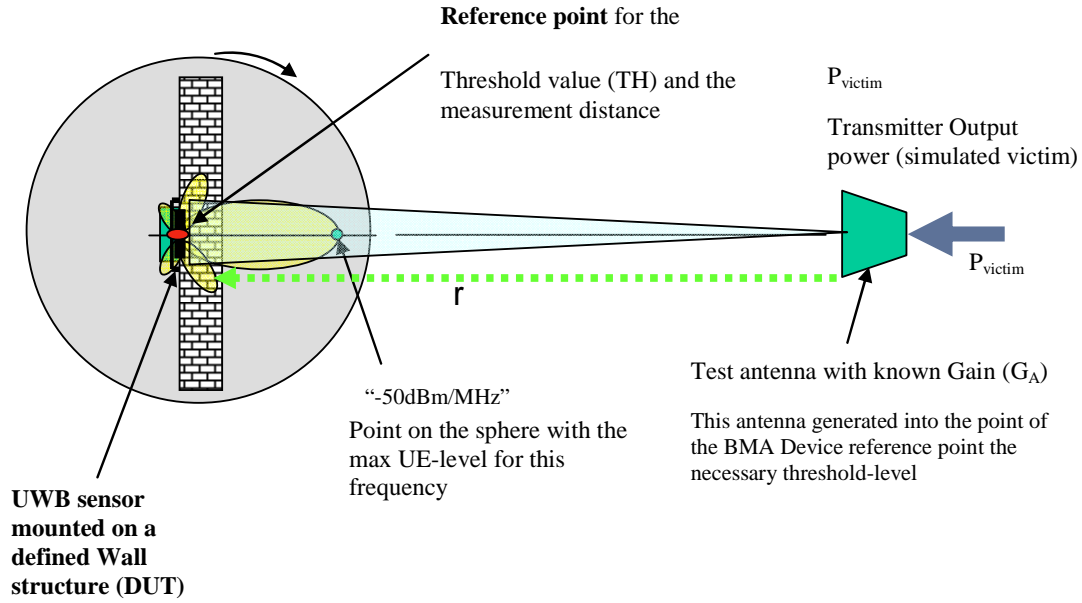 Reference point for the
Threshold value (TH) and the
measurement distance
P_victim
Transmitter Output
power (simulated victim)
P_victim
r
"-50dBm/MHz"
Point on the sphere with the
max UE-level for this
frequency
Test antenna with known Gain (G_A)
This antenna generated into the point of
the BMA Device reference point the
necessary threshold-level
UWB sensor
mounted on a
defined Wall
structure (DUT)